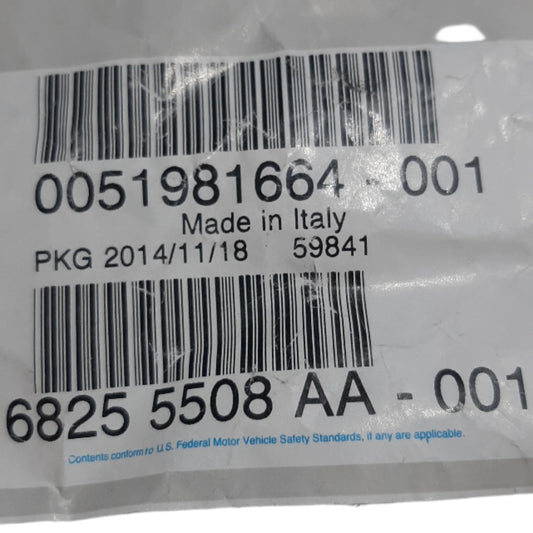 0051981664 - 001
Made in Italy
PKG 2014/11/18 59841
6825 5508 AA - 001
Contents conform to U.S. Federal Motor Vehicle Safety Standards, if any are applicable.